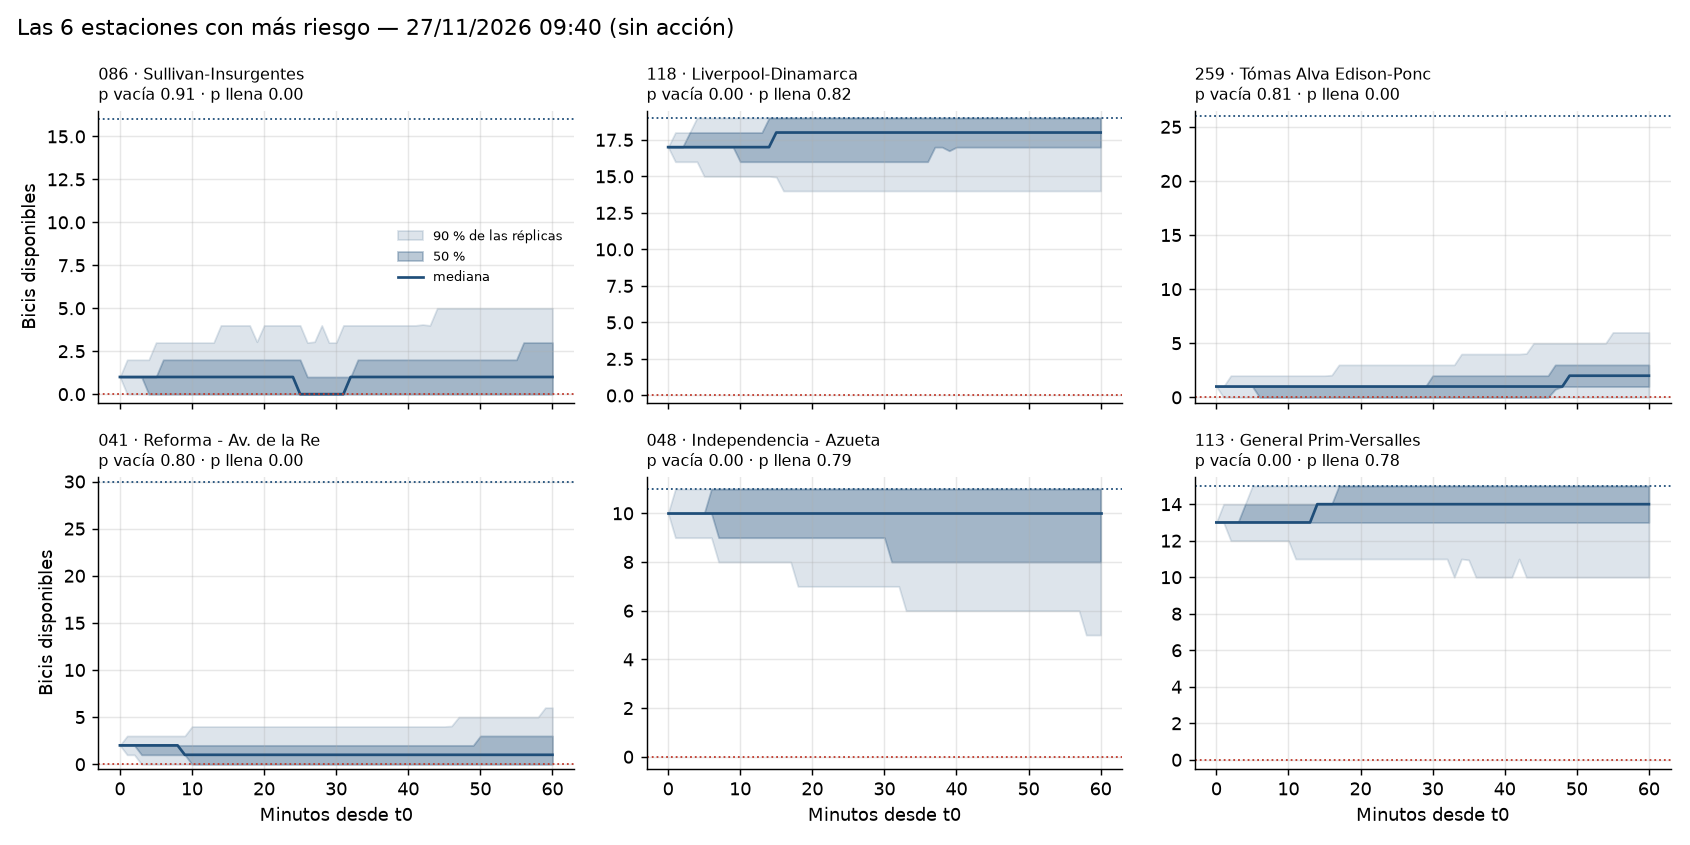 Las 6 estaciones con más riesgo — 27/11/2026 09:40 (sin acción)
086 · Sullivan-Insurgentes
p vacía 0.91 · p llena 0.00
15.0
12.5
10.0
7.5
5.0
2.5
0.0
Bicis disponibles
90 % de las réplicas
50 %
mediana
118 · Liverpool-Dinamarca
p vacía 0.00 · p llena 0.82
17.5
15.0
12.5
10.0
7.5
5.0
2.5
0.0
259 · Tómas Alva Edison-Ponc
p vacía 0.81 · p llena 0.00
25
20
15
10
5
0
041 · Reforma - Av. de la Re
p vacía 0.80 · p llena 0.00
30
25
20
15
10
5
0
Bicis disponibles
0 10 20 30 40 50 60
Minutos desde t0
048 · Independencia - Azueta
p vacía 0.00 · p llena 0.79
10
8
6
4
2
0
0 10 20 30 40 50 60
Minutos desde t0
113 · General Prim-Versalles
p vacía 0.00 · p llena 0.78
14
12
10
8
6
4
2
0
0 10 20 30 40 50 60
Minutos desde t0